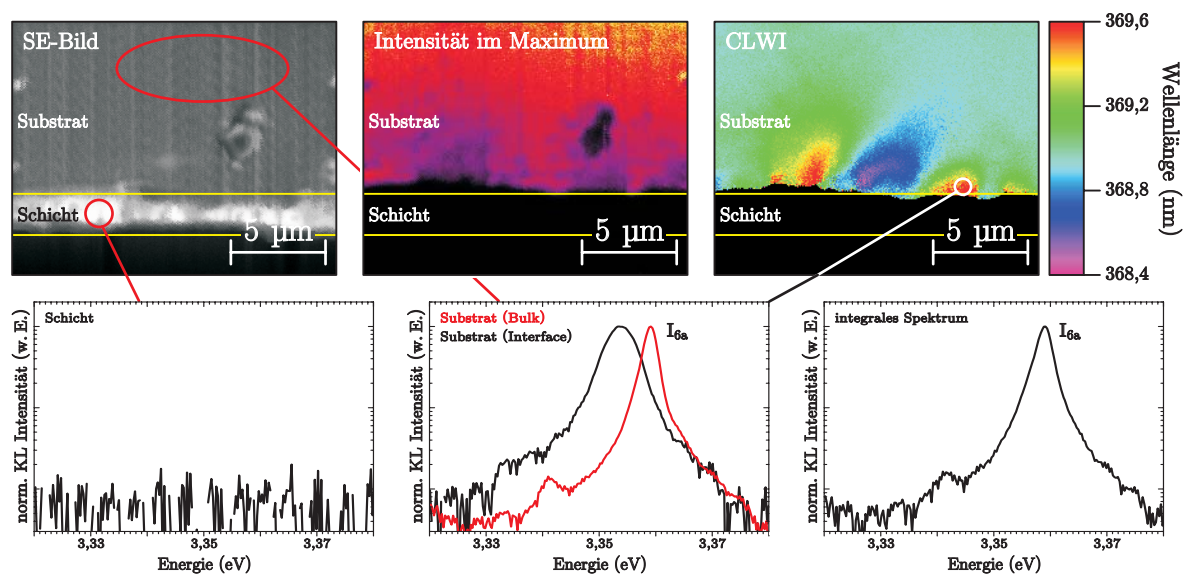 SE-Bild
Substrat
Schicht
5 µm
Intensität im Maximum
Substrat
Schicht
5 µm
CLWI
Substrat
Schicht
5 µm
369,6
369,2
368,8
368,4
Wellenlänge (nm)
Schicht
norm. KL Intensität (w. E.)
3,33
3,35
3,37
Energie (eV)
Substrat (Bulk)
Substrat (Interface)
I6a
norm. KL Intensität (w. E.)
3,33
3,35
3,37
Energie (eV)
integrales Spektrum
I6a
norm. KL Intensität (w. E.)
3,33
3,35
3,37
Energie (eV)